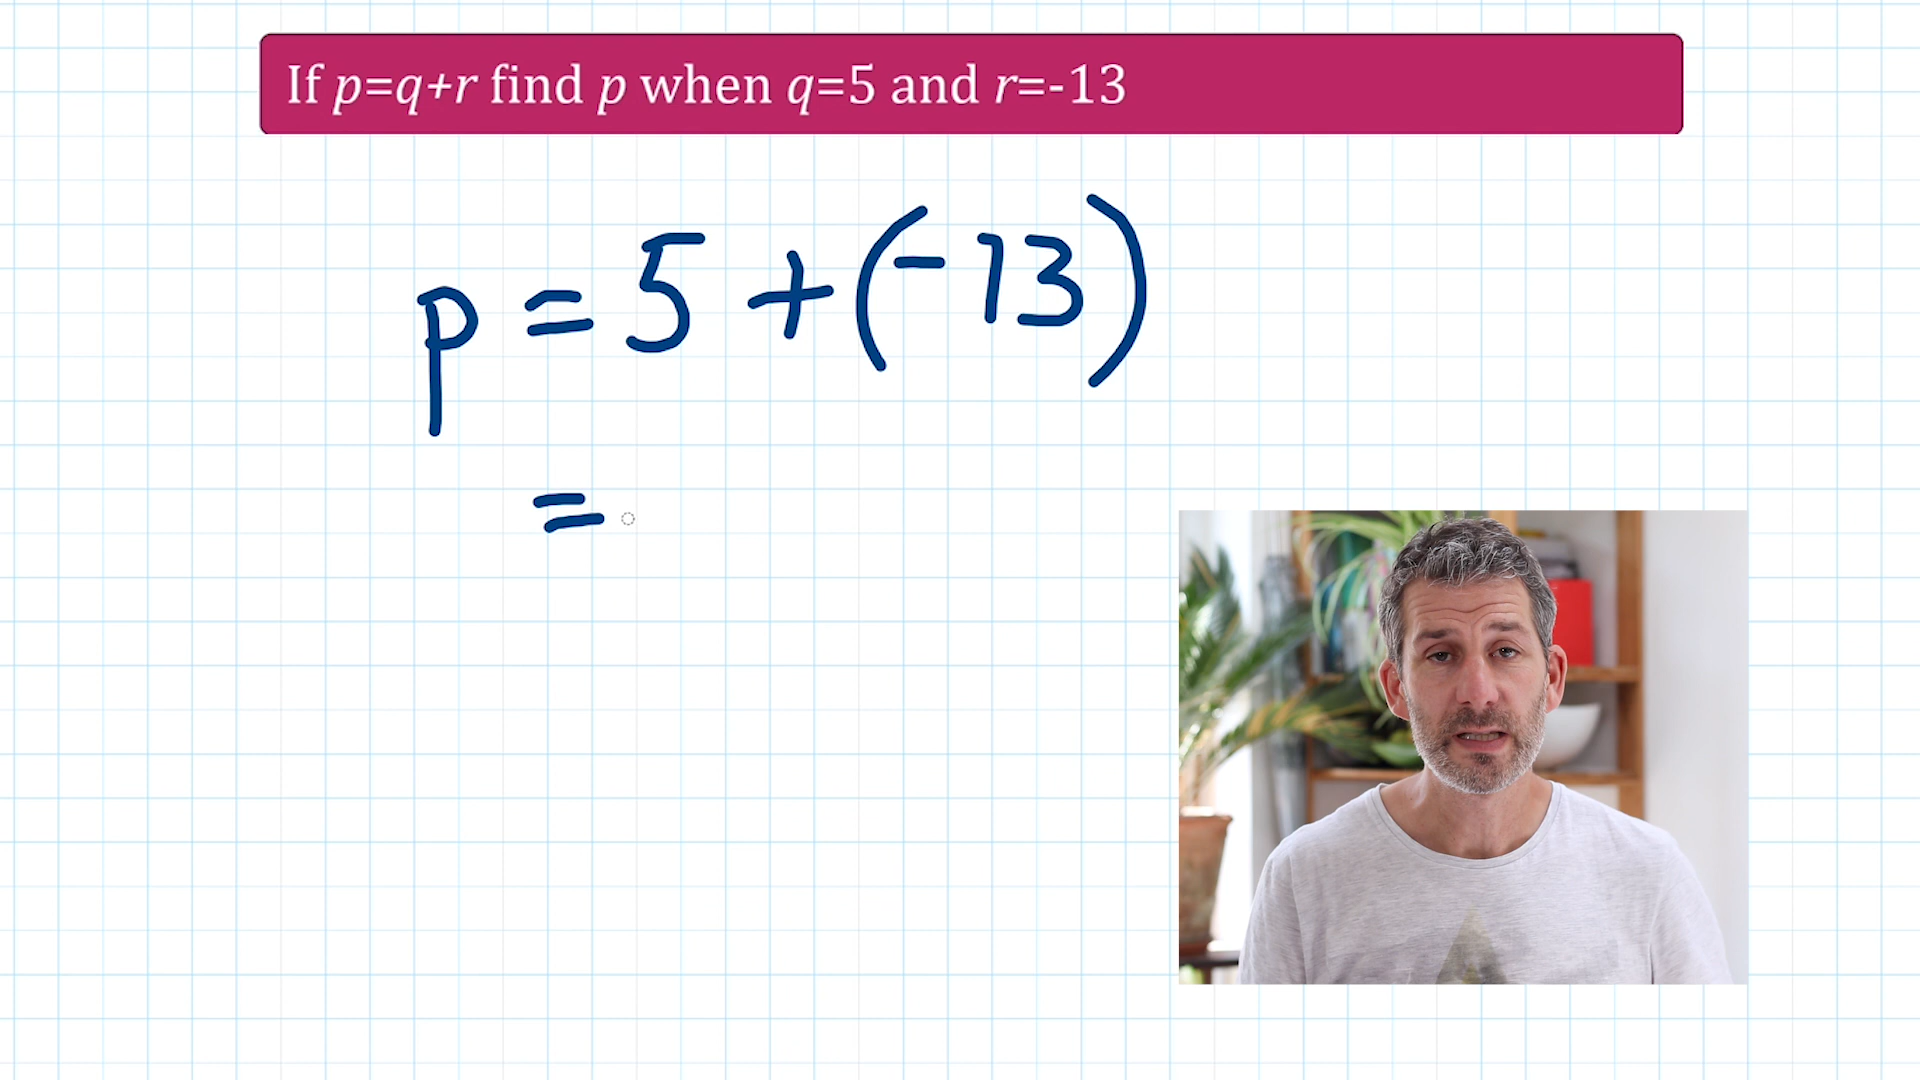 If p=q+r find p when q=5 and r=-13
p = 5 + (-13)
=